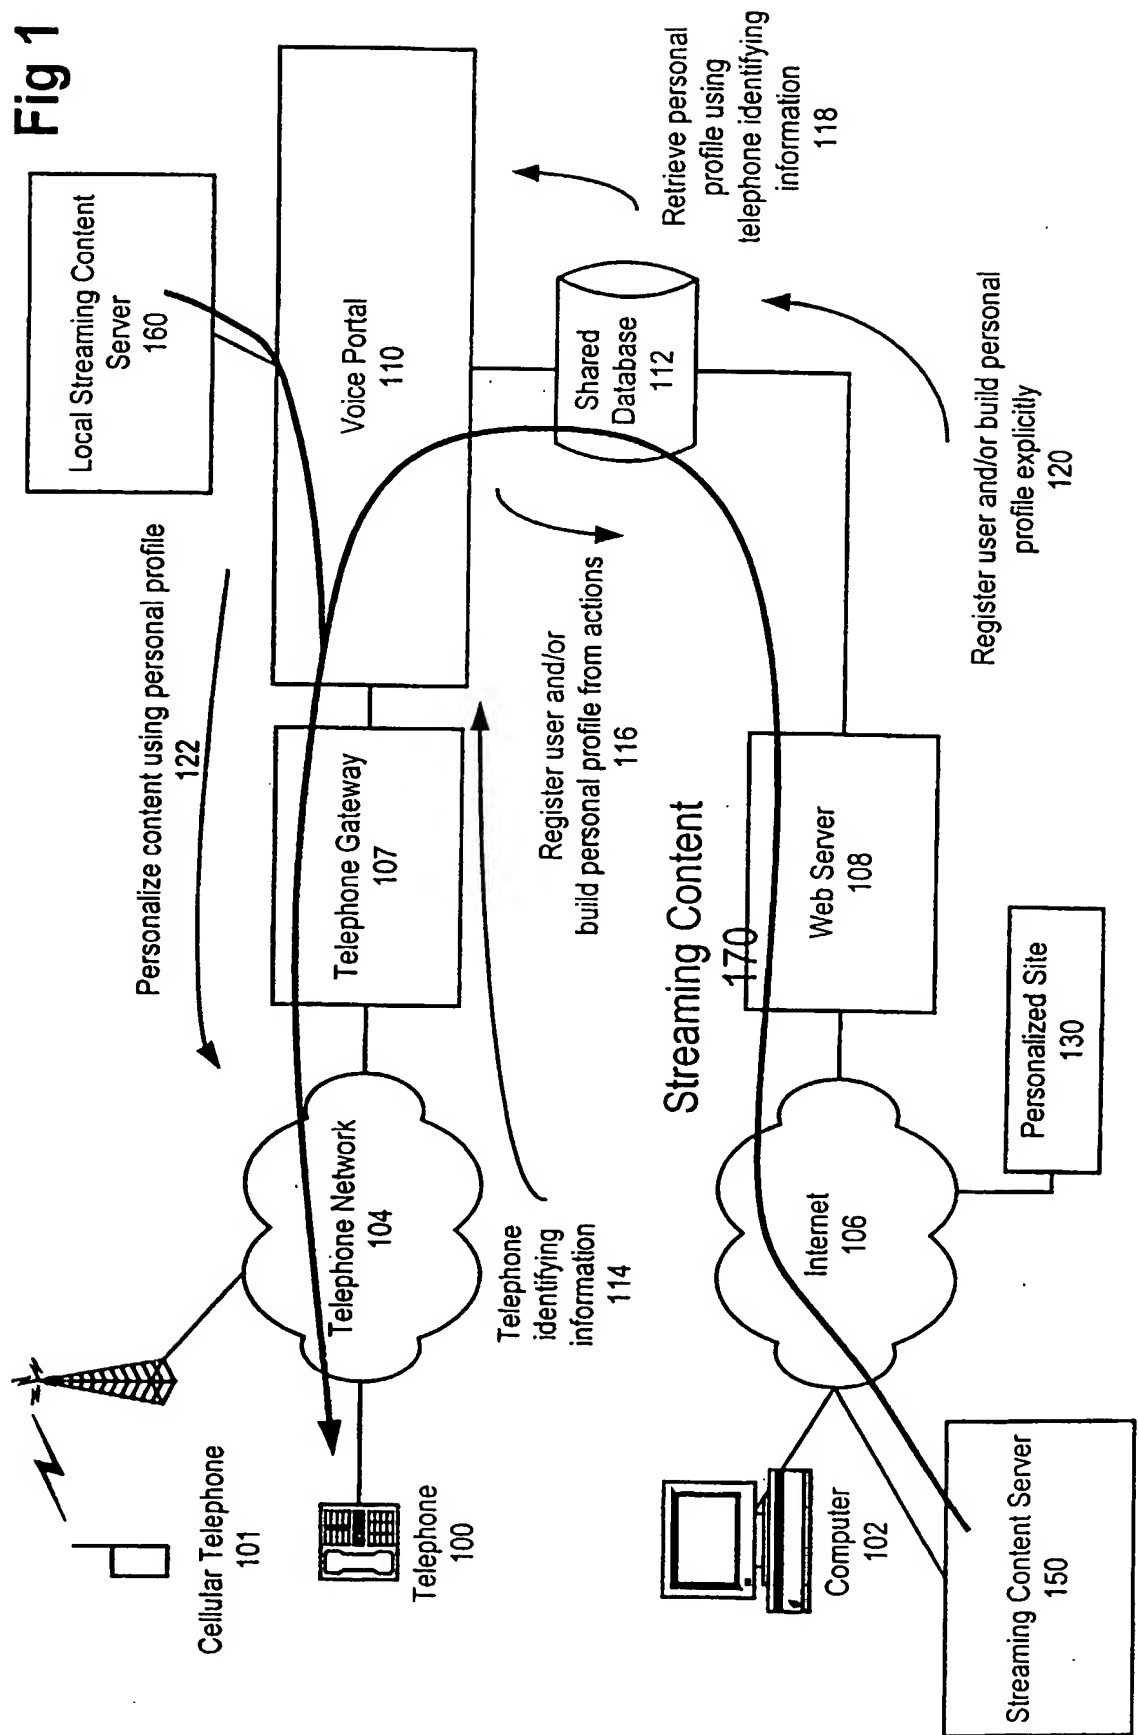 Fig 1
Cellular Telephone
101
Telephone
100
Telephone Network
104
Personalize content using personal profile
122
Telephone Gateway
107
Local Streaming Content
Server
160
Voice Portal
110
Telephone
identifying
information
114
Register user and/or
build personal profile from actions
116
Shared
Database
112
Retrieve personal
profile using
telephone identifying
information
118
Streaming Content
170
Computer
102
Internet
106
Web Server
108
Register user and/or build personal
profile explicitly
120
Streaming Content Server
150
Personalized Site
130